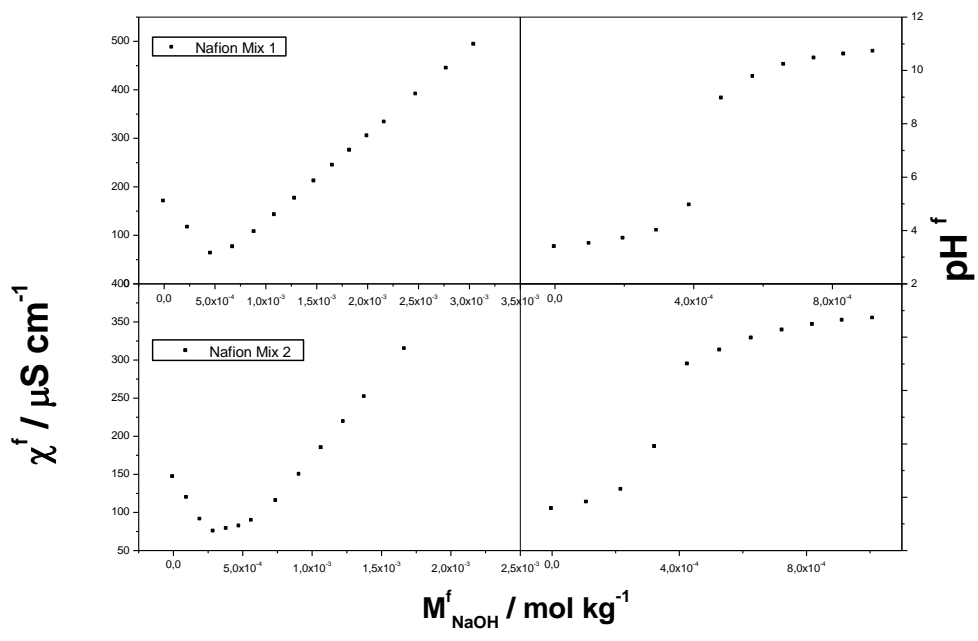 500
400
300
200
100
400
350
300
250
200
150
100
50
Nafion Mix 1
Nafion Mix 2
0
0,0 5,0x10⁻⁴ 1,0x10⁻³ 1,5x10⁻³ 2,0x10⁻³ 2,5x10⁻³ 3,0x10⁻³ 3,5x10⁻³
0,0 4,0x10⁻⁴ 8,0x10⁻⁴
12
10
8
6
4
2
0,0 5,0x10⁻⁴ 1,0x10⁻³ 1,5x10⁻³ 2,0x10⁻³ 2,5x10⁻³
0,0 4,0x10⁻⁴ 8,0x10⁻⁴
χᶠ / μS cm⁻¹
pHᶠ
Mᶠ NaOH / mol kg⁻¹